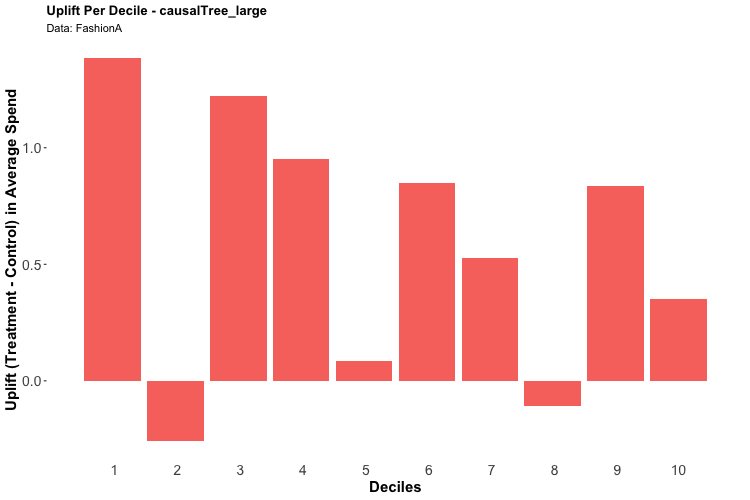 Uplift Per Decile - causalTree_large
Data: FashionA
Uplift (Treatment - Control) in Average Spend
1.0
0.5
0.0
1 2 3 4 5 6 7 8 9 10
Deciles